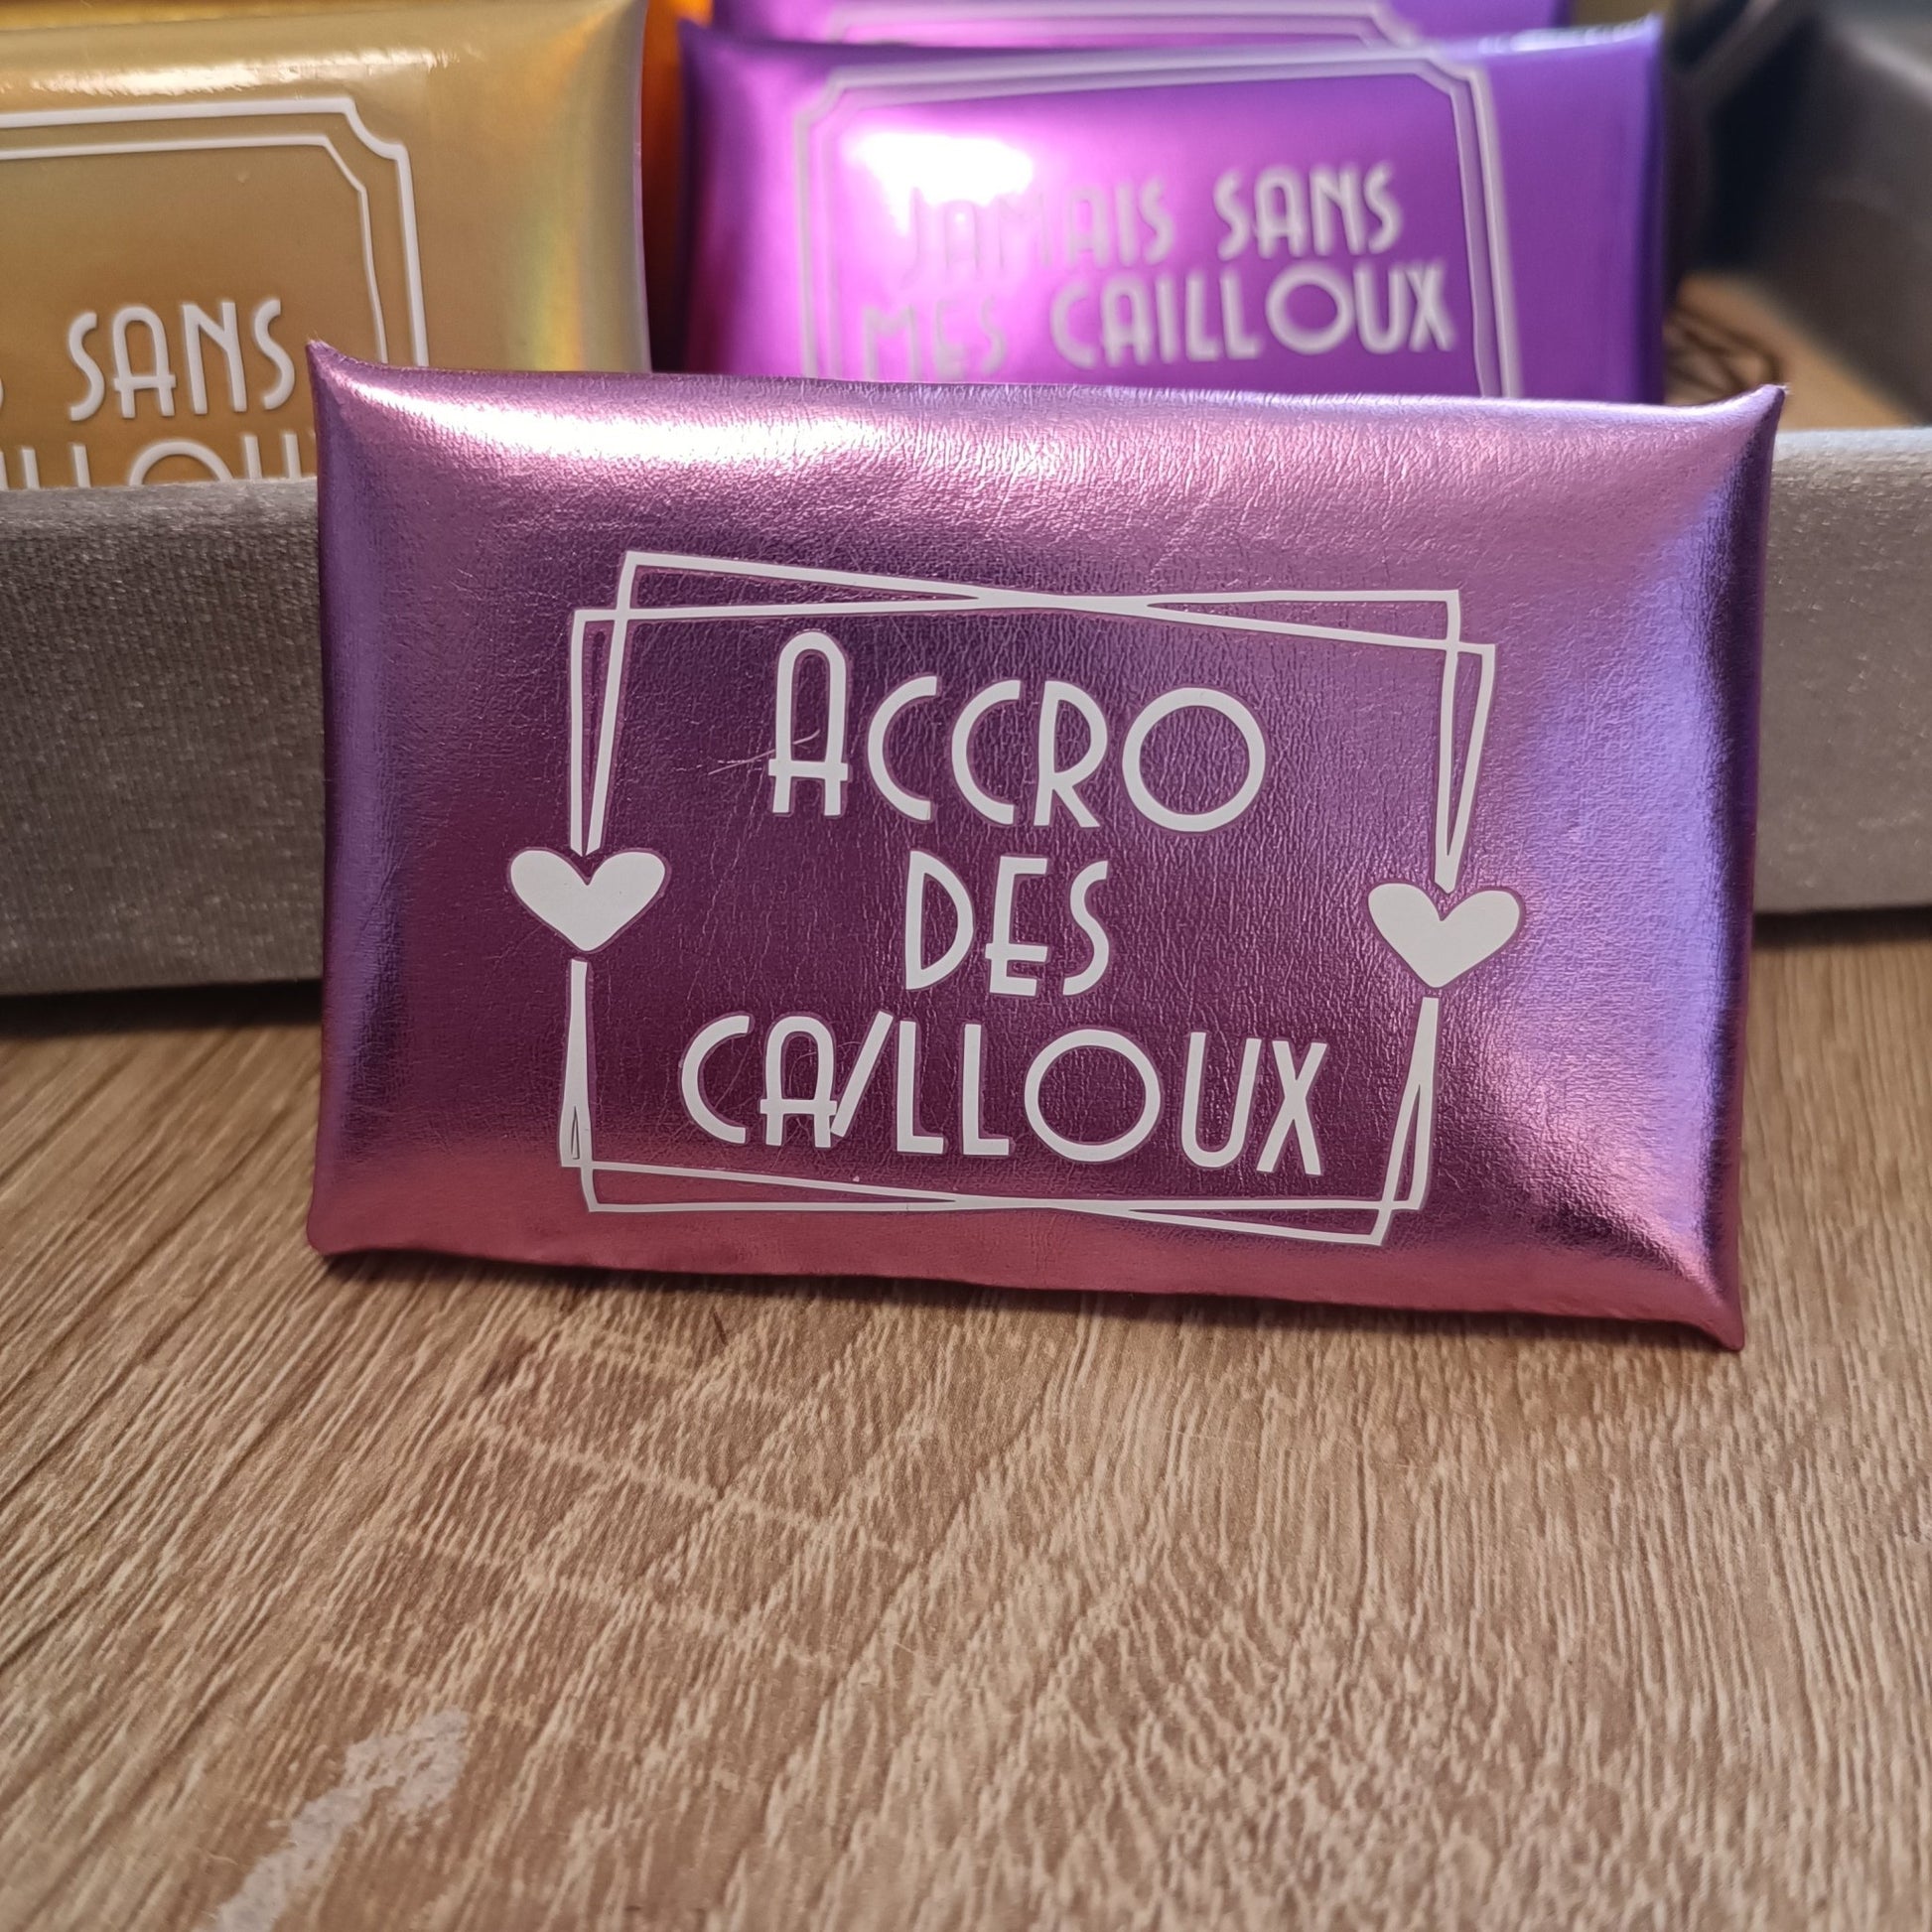 SANS
JAMAIS SANS
MES CAILLOUX
ACCRO
DES
CAILLOUX